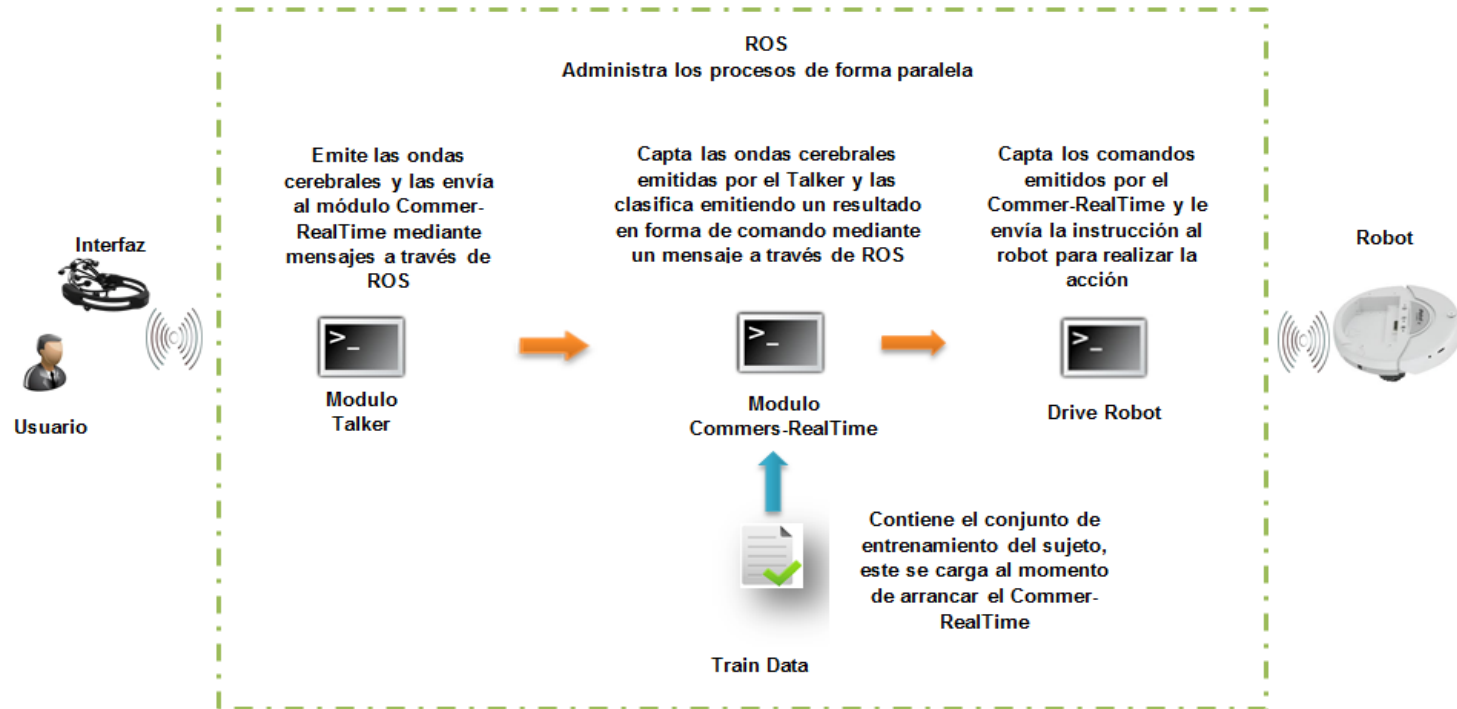 ROS
Administra los procesos de forma paralela
Emite las ondas
cerebrales y las envía
al módulo Commer-
RealTime mediante
mensajes a través de
ROS
Capta las ondas cerebrales
emitidas por el Talker y las
clasifica emitiendo un resultado
en forma de comando mediante
un mensaje a través de ROS
Capta los comandos
emitidos por el
Commer-RealTime y le
envía la instrucción al
robot para realizar la
acción
Interfaz
Robot
>_
>_
>_
Usuario
Modulo
Talker
Modulo
Commers-RealTime
Drive Robot
Contiene el conjunto de
entrenamiento del sujeto,
este se carga al momento
de arrancar el Commer-
RealTime
Train Data